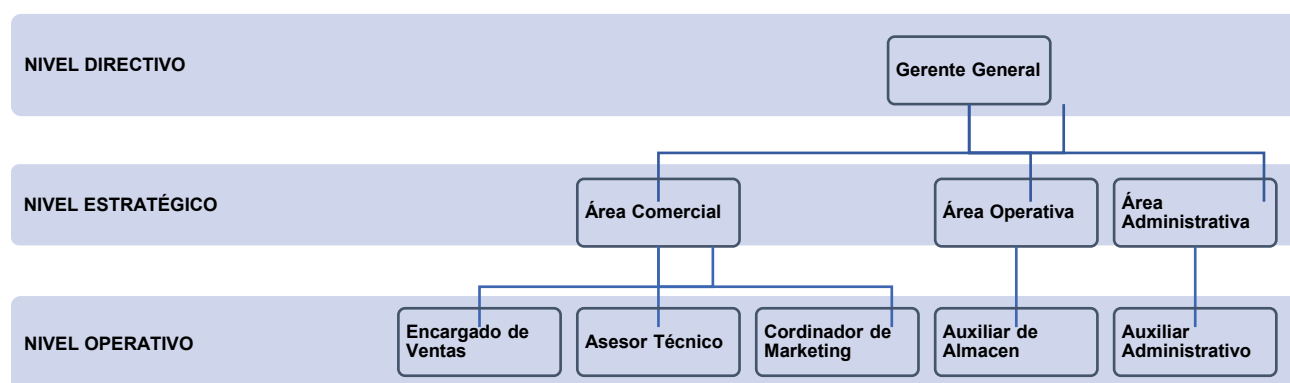 NIVEL DIRECTIVO
Gerente General
NIVEL ESTRATÉGICO
Área Comercial
Área Operativa
Área
Administrativa
NIVEL OPERATIVO
Encargado de
Ventas
Asesor Técnico
Cordinador de
Marketing
Auxiliar de
Almacen
Auxiliar
Administrativo